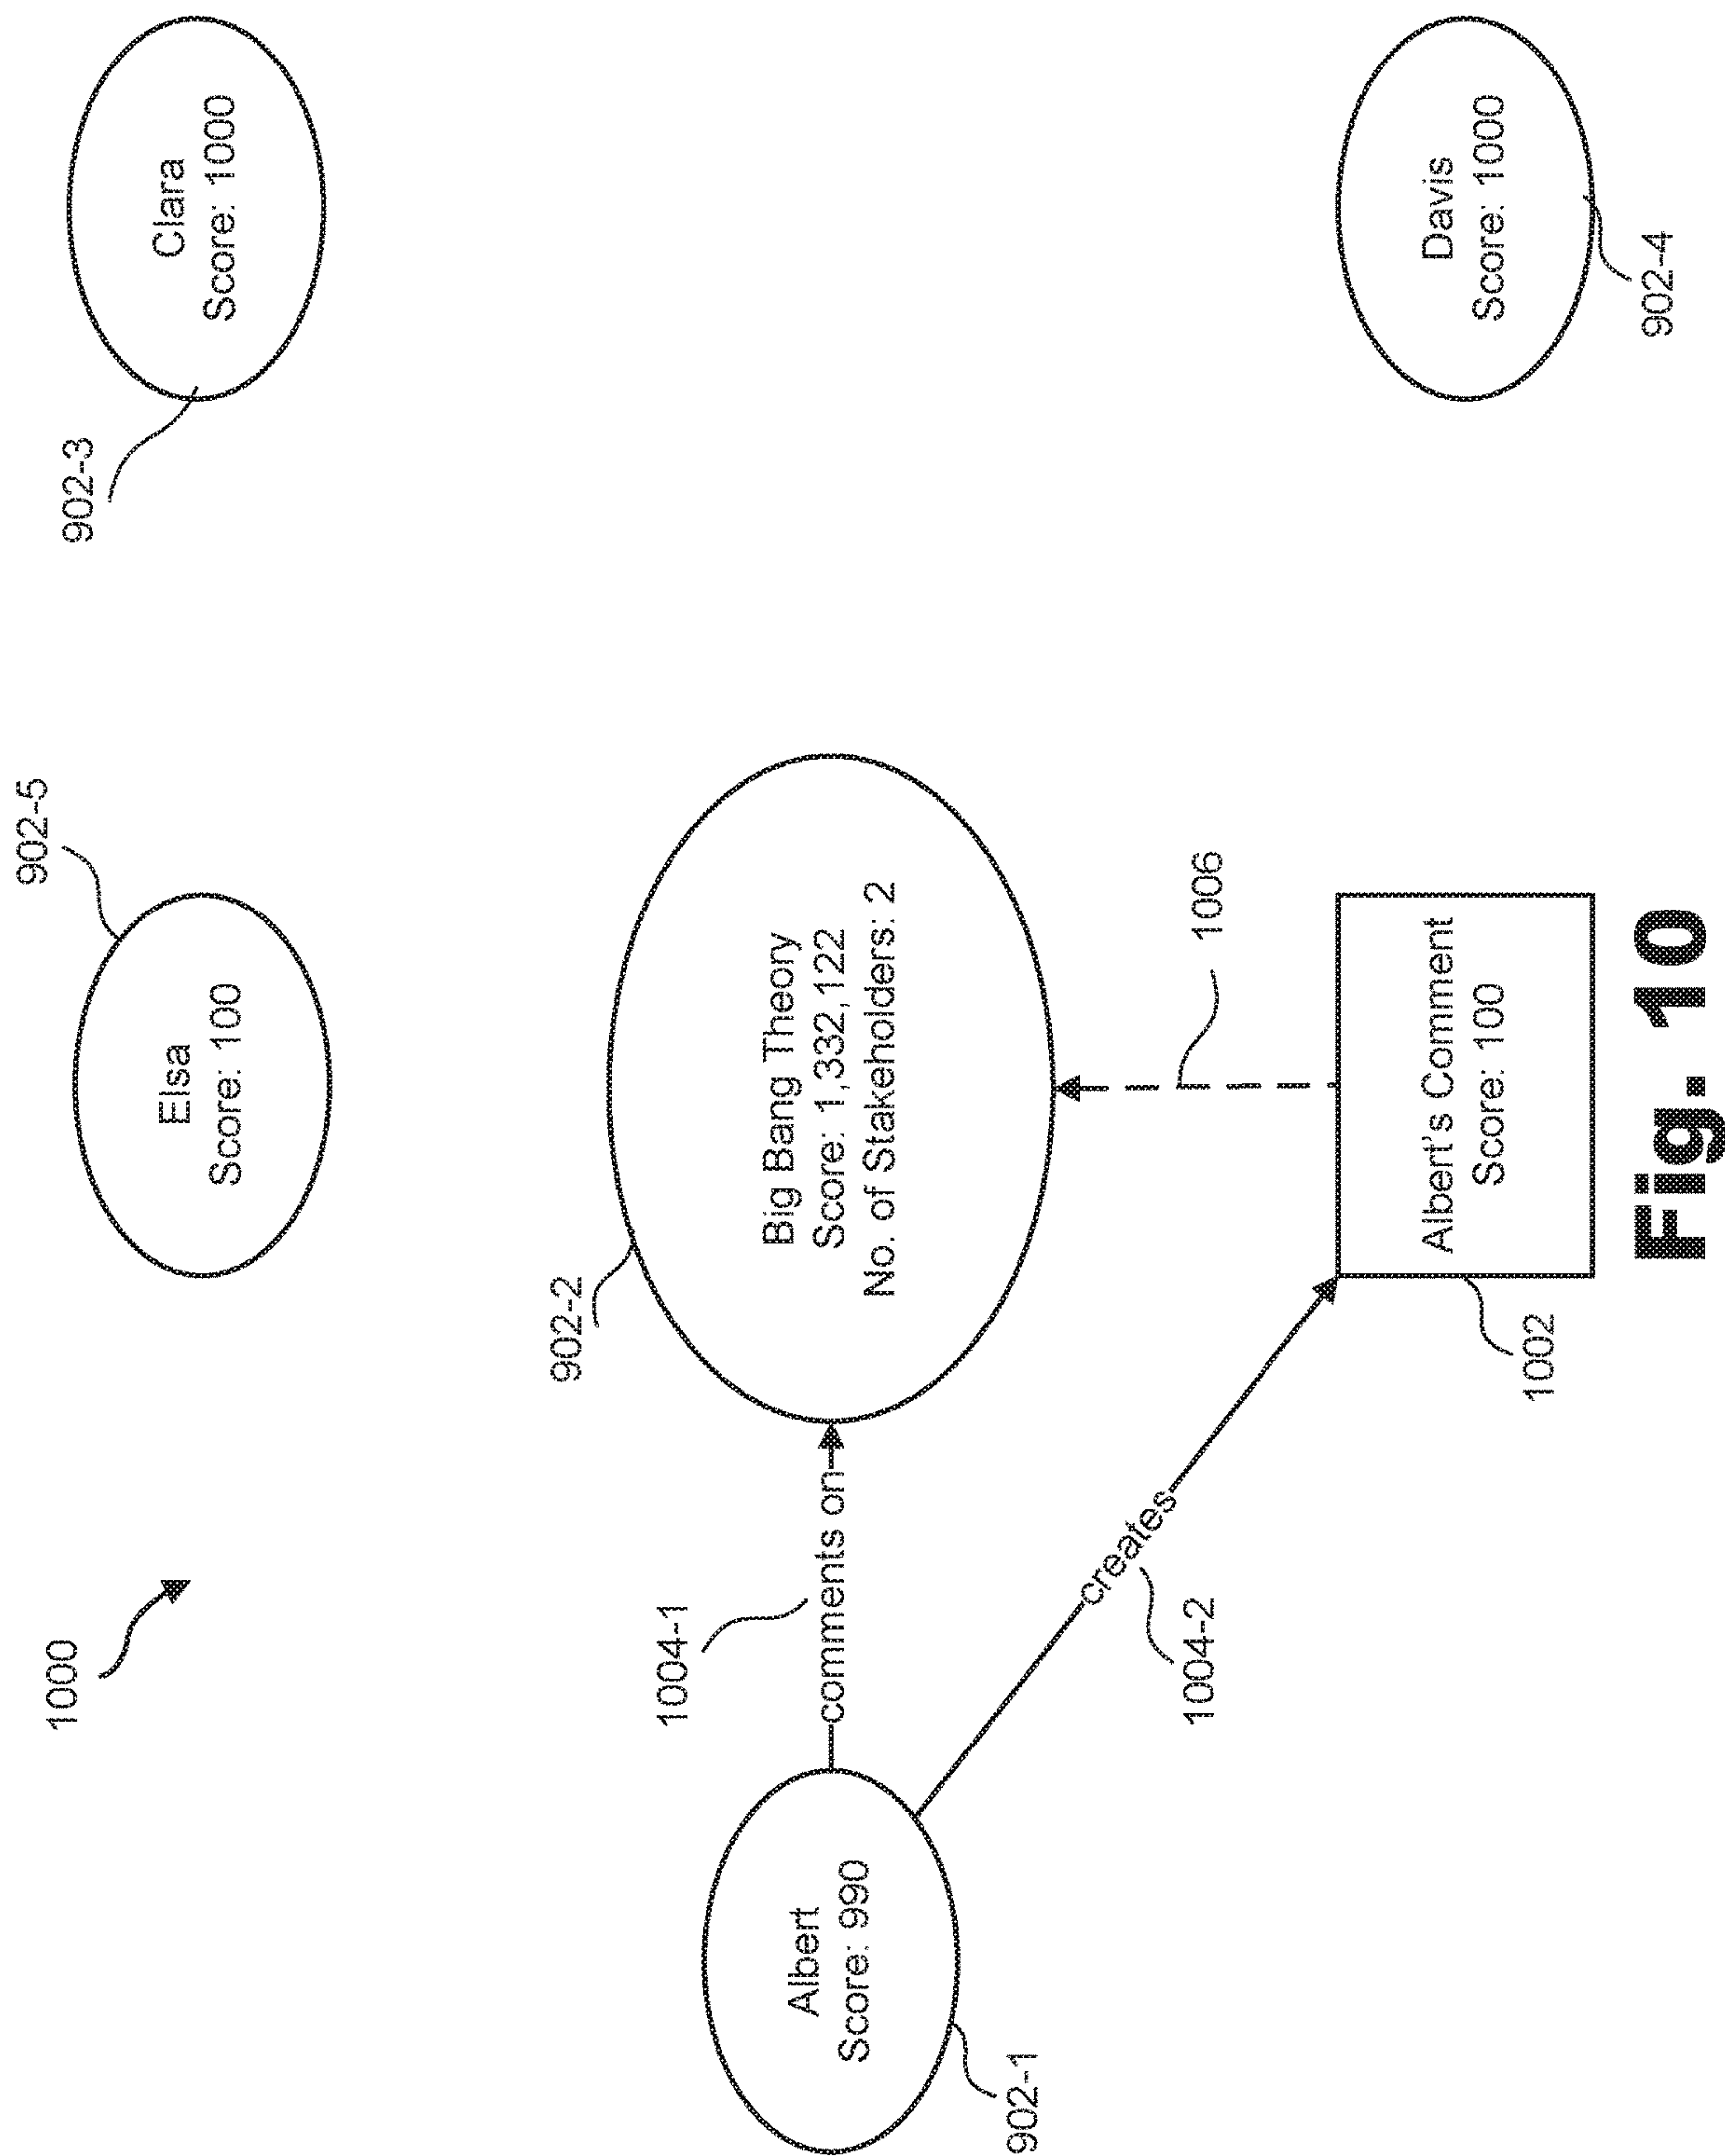 1000
902-5
902-3
Elsa
Score: 100
Clara
Score: 1000
902-2
Big Bang Theory
Score: 1,332,122
No. of Stakeholders: 2
1004-1
comments on
Albert
Score: 990
902-1
creates
1004-2
1006
Albert's Comment
Score: 100
1002
Davis
Score: 1000
902-4
Fig. 10